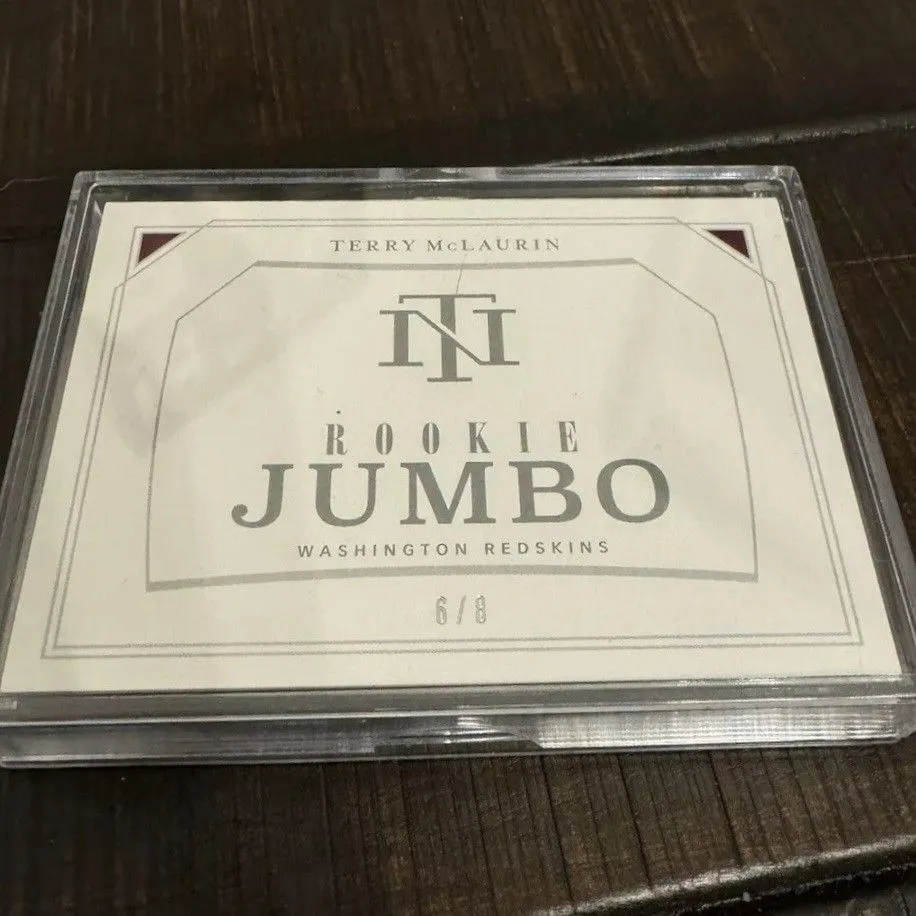 TERRY McLAURIN
NT
ROOKIE
JUMBO
WASHINGTON REDSKINS
6/8